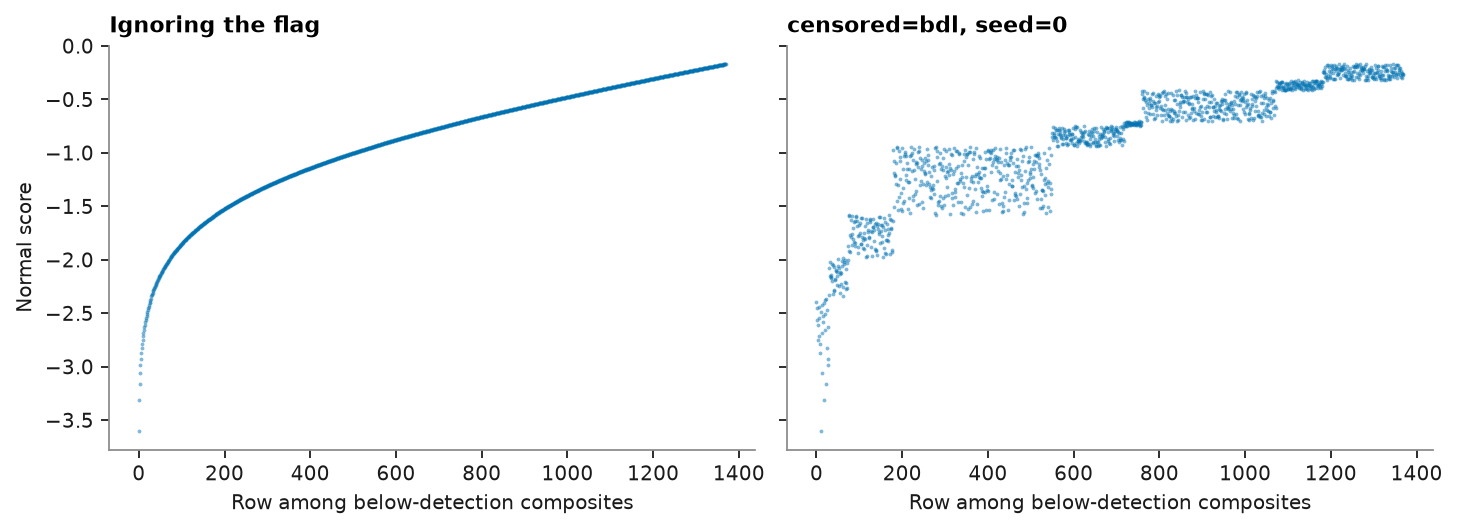 Ignoring the flag
censored=bdl, seed=0
Normal score
0.0
−0.5
−1.0
−1.5
−2.0
−2.5
−3.0
−3.5
0 200 400 600 800 1000 1200 1400
0 200 400 600 800 1000 1200 1400
Row among below-detection composites
Row among below-detection composites